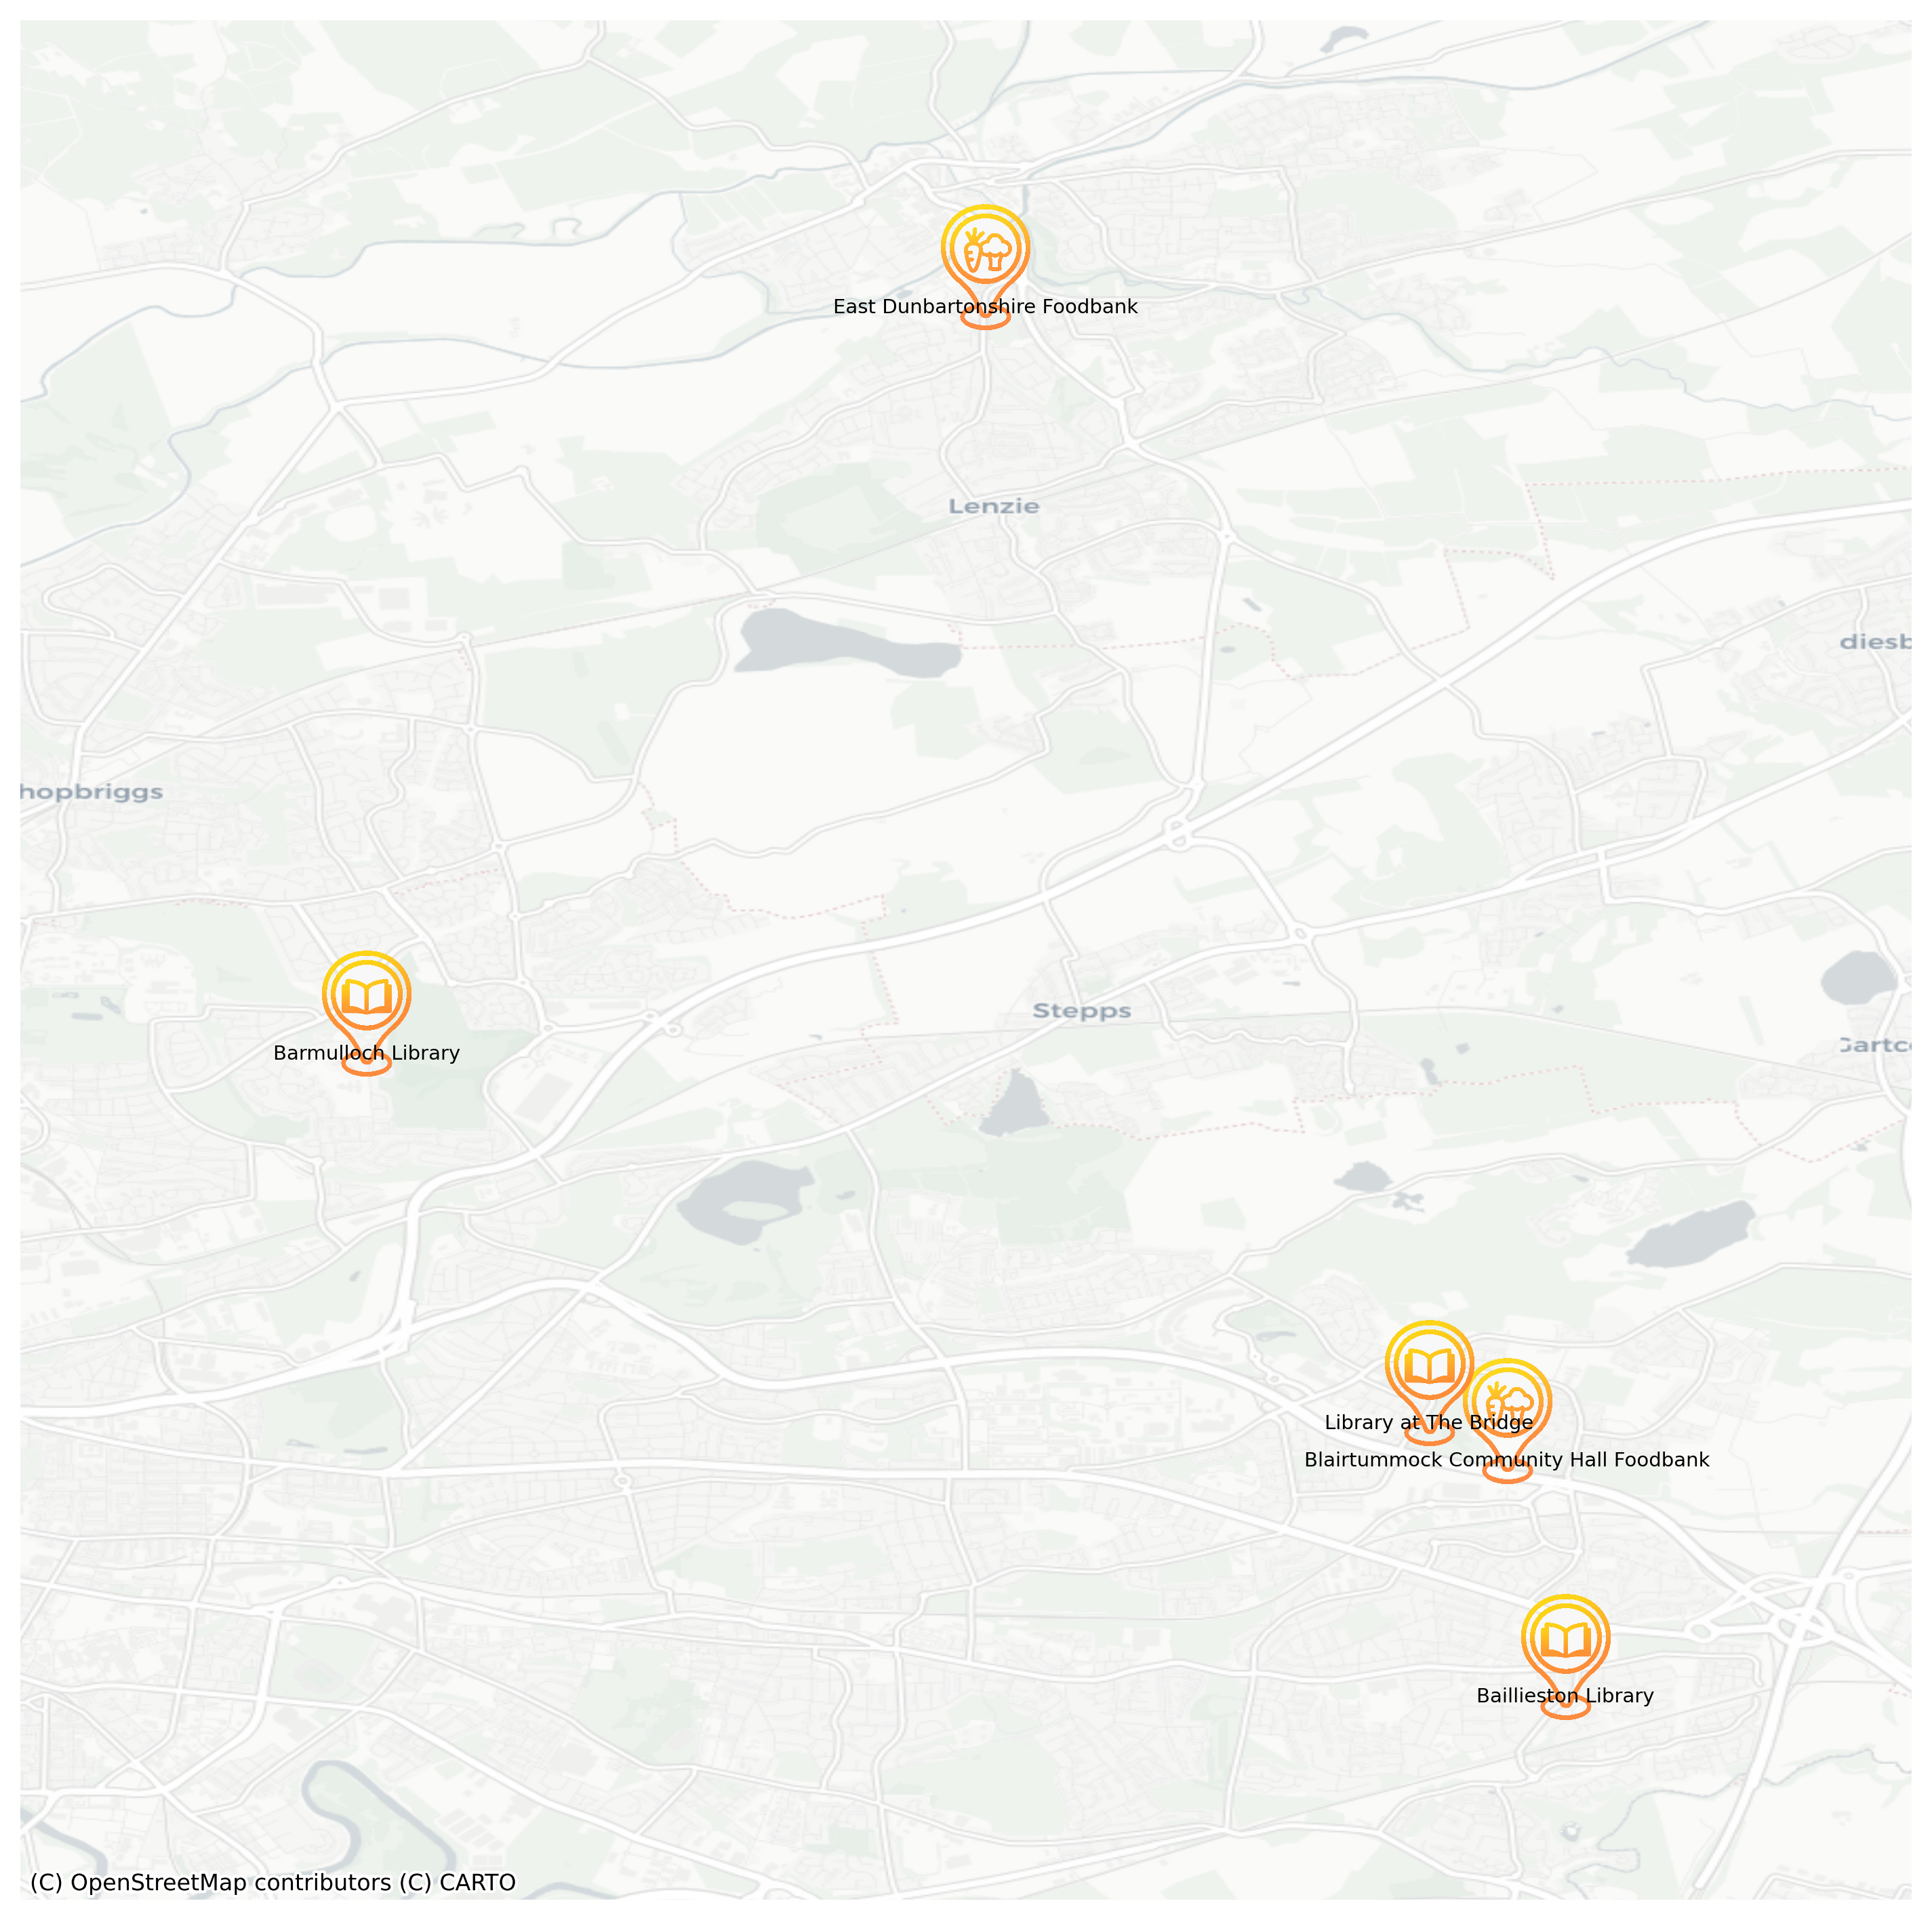 East Dunbartonshire Foodbank
Lenzie
diesb
hopbriggs
Barmulloch Library
Stepps
Gartc
Library at The Bridge
Blairtummock Community Hall Foodbank
Baillieston Library
(C) OpenStreetMap contributors (C) CARTO